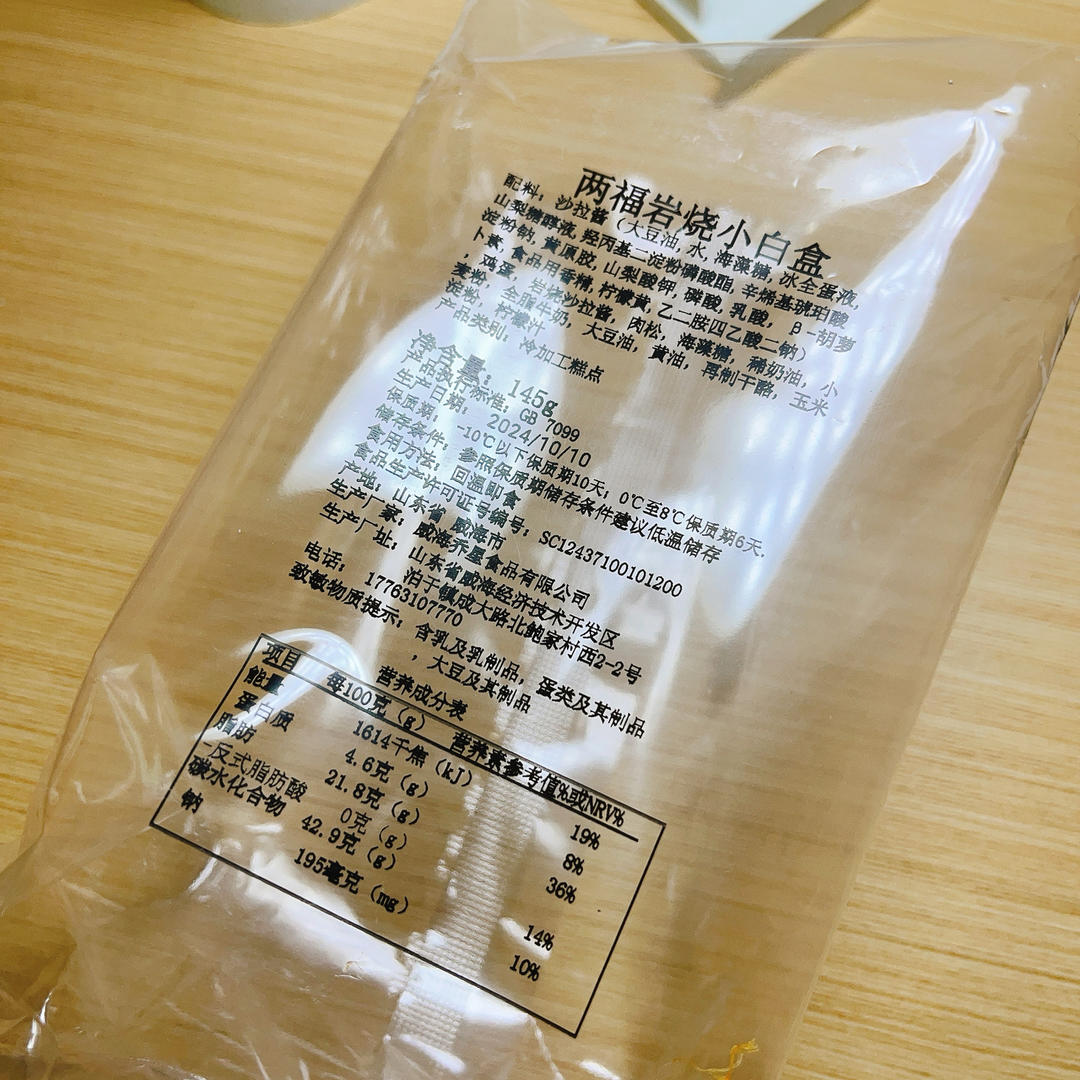 两福岩烧小白盒
配料：沙拉酱（大豆油,水,海藻糖,冰全蛋液,
山梨糖醇液,羟丙基二淀粉磷酸酯,辛烯基琥珀酸
淀粉钠,黄原胶,山梨酸钾,磷酸,乳酸，β-胡萝
卜素,食品用香精,柠檬黄,乙二胺四乙酸二钠）
，鸡蛋，岩烧沙拉酱，肉松，海藻糖，稀奶油，小
麦粉，全脂牛奶，大豆油，黄油，再制干酪，玉米
淀粉，柠檬汁
产品类别：冷加工糕点
净含量：145g
产品执行标准：GB 7099
生产日期：2024/10/10
保质期：-10℃以下保质期10天；0℃至8℃保质期6天.
储存条件：参照保质期储存条件建议低温储存
食用方法：回温即食
食品生产许可证号编号：SC12437100101200
产地：山东省 威海市
生产厂家：威海乔星食品有限公司
生产厂址：山东省威海经济技术开发区
泊于镇成大路北鲍家村西2-2号
电话：17763107770
致敏物质提示：含乳及乳制品，蛋类及其制品
，大豆及其制品
营养成分表
项目 每100克（g） 营养素参考值%或NRV%
能量 1614千焦（kJ） 19%
蛋白质 4.6克（g） 8%
脂肪 21.8克（g） 36%
-反式脂肪酸 0克（g）
碳水化合物 42.9克（g） 14%
钠 195毫克（mg） 10%